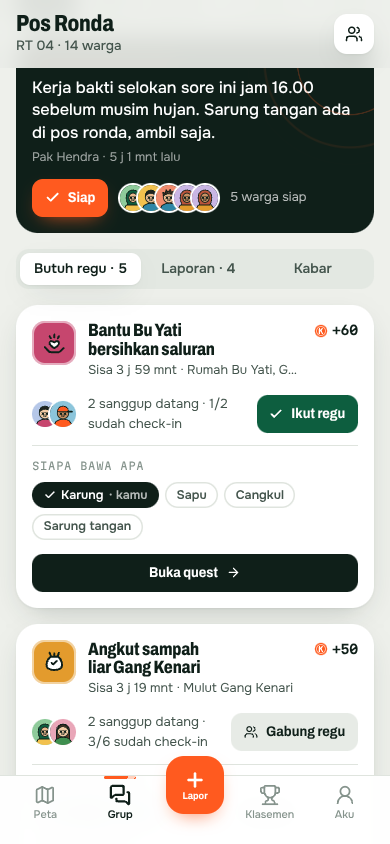 Pos Ronda
RT 04 · 14 warga
Kerja bakti selokan sore ini jam 16.00
sebelum musim hujan. Sarung tangan ada
di pos ronda, ambil saja.
Pak Hendra · 5 j 1 mnt lalu
Siap
5 warga siap
Butuh regu · 5
Laporan · 4
Kabar
Bantu Bu Yati
bersihkan saluran
K +60
Sisa 3 j 59 mnt · Rumah Bu Yati, G...
2 sanggup datang · 1/2
sudah check-in
Ikut regu
SIAPA BAWA APA
Karung · kamu
Sapu
Cangkul
Sarung tangan
Buka quest →
Angkut sampah
liar Gang Kenari
K +50
Sisa 3 j 19 mnt · Mulut Gang Kenari
2 sanggup datang ·
3/6 sudah check-in
Gabung regu
Peta
Grup
Lapor
Klasemen
Aku